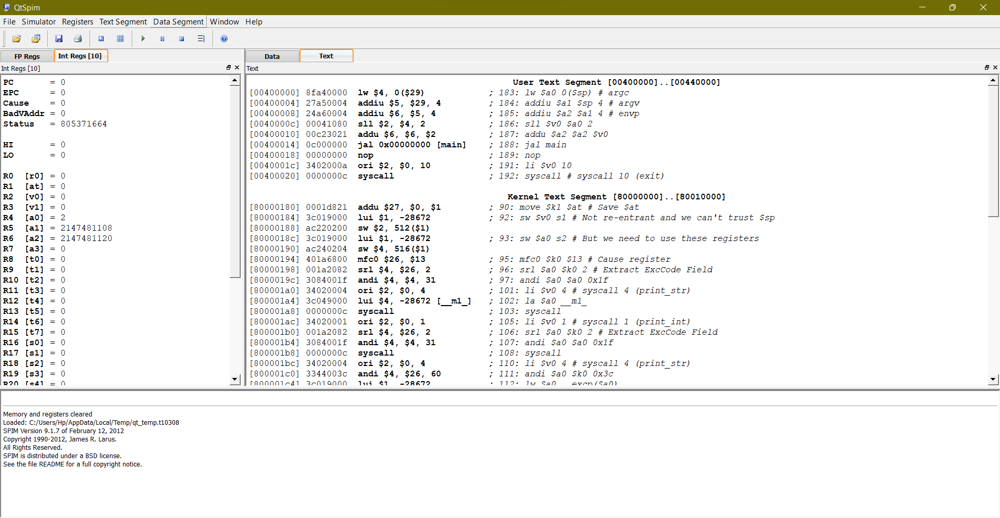 QtSpim
File Simulator Registers Text Segment Data Segment Window Help
FP Regs Int Regs [10]
Data Text
Int Regs [10]
Text
PC = 0
EPC = 0
Cause = 0
BadVAddr = 0
Status = 805371664
HI = 0
LO = 0
R0 [r0] = 0
R1 [at] = 0
R2 [v0] = 0
R3 [v1] = 0
R4 [a0] = 2
R5 [a1] = 2147481108
R6 [a2] = 2147481120
R7 [a3] = 0
R8 [t0] = 0
R9 [t1] = 0
R10 [t2] = 0
R11 [t3] = 0
R12 [t4] = 0
R13 [t5] = 0
R14 [t6] = 0
R15 [t7] = 0
R16 [s0] = 0
R17 [s1] = 0
R18 [s2] = 0
R19 [s3] = 0
R20 [s4] = 0
User Text Segment [00400000]..[00440000]
[00400000] 8fa40000 lw $4, 0($29) ; 183: lw $a0 0($sp) # argc
[00400004] 27a50004 addiu $5, $29, 4 ; 184: addiu $a1 $sp 4 # argv
[00400008] 24a60004 addiu $6, $5, 4 ; 185: addiu $a2 $a1 4 # envp
[0040000c] 00041080 sll $2, $4, 2 ; 186: sll $v0 $a0 2
[00400010] 00c23021 addu $6, $6, $2 ; 187: addu $a2 $a2 $v0
[00400014] 0c000000 jal 0x00000000 [main] ; 188: jal main
[00400018] 00000000 nop ; 189: nop
[0040001c] 3402000a ori $2, $0, 10 ; 191: li $v0 10
[00400020] 0000000c syscall ; 192: syscall # syscall 10 (exit)
Kernel Text Segment [80000000]..[80010000]
[80000180] 0001d821 addu $27, $0, $1 ; 90: move $k1 $at # Save $at
[80000184] 3c019000 lui $1, -28672 ; 92: sw $v0 s1 # Not re-entrant and we can't trust $sp
[80000188] ac220200 sw $2, 512($1)
[8000018c] 3c019000 lui $1, -28672 ; 93: sw $a0 s2 # But we need to use these registers
[80000190] ac240204 sw $4, 516($1)
[80000194] 401a6800 mfc0 $26, $13 ; 95: mfc0 $k0 $13 # Cause register
[80000198] 001a2082 srl $4, $26, 2 ; 96: srl $a0 $k0 2 # Extract ExcCode Field
[8000019c] 3084001f andi $4, $4, 31 ; 97: andi $a0 $a0 0x1f
[800001a0] 34020004 ori $2, $0, 4 ; 101: li $v0 4 # syscall 4 (print_str)
[800001a4] 3c049000 lui $4, -28672 [__m1_] ; 102: la $a0 __m1_
[800001a8] 0000000c syscall ; 103: syscall
[800001ac] 34020001 ori $2, $0, 1 ; 105: li $v0 1 # syscall 1 (print_int)
[800001b0] 001a2082 srl $4, $26, 2 ; 106: srl $a0 $k0 2 # Extract ExcCode Field
[800001b4] 3084001f andi $4, $4, 31 ; 107: andi $a0 $a0 0x1f
[800001b8] 0000000c syscall ; 108: syscall
[800001bc] 34020004 ori $2, $0, 4 ; 110: li $v0 4 # syscall 4 (print_str)
[800001c0] 3344003c andi $4, $26, 60 ; 111: andi $a0 $k0 0x3c
[800001c4] 3c019000 lui $1, -28672 ; 112: lw $a0 __excp($a0)
Memory and registers cleared
Loaded: C:/Users/Hp/AppData/Local/Temp/qt_temp.t10308
SPIM Version 9.1.7 of February 12, 2012
Copyright 1990-2012, James R. Larus.
All Rights Reserved.
SPIM is distributed under a BSD license.
See the file README for a full copyright notice.